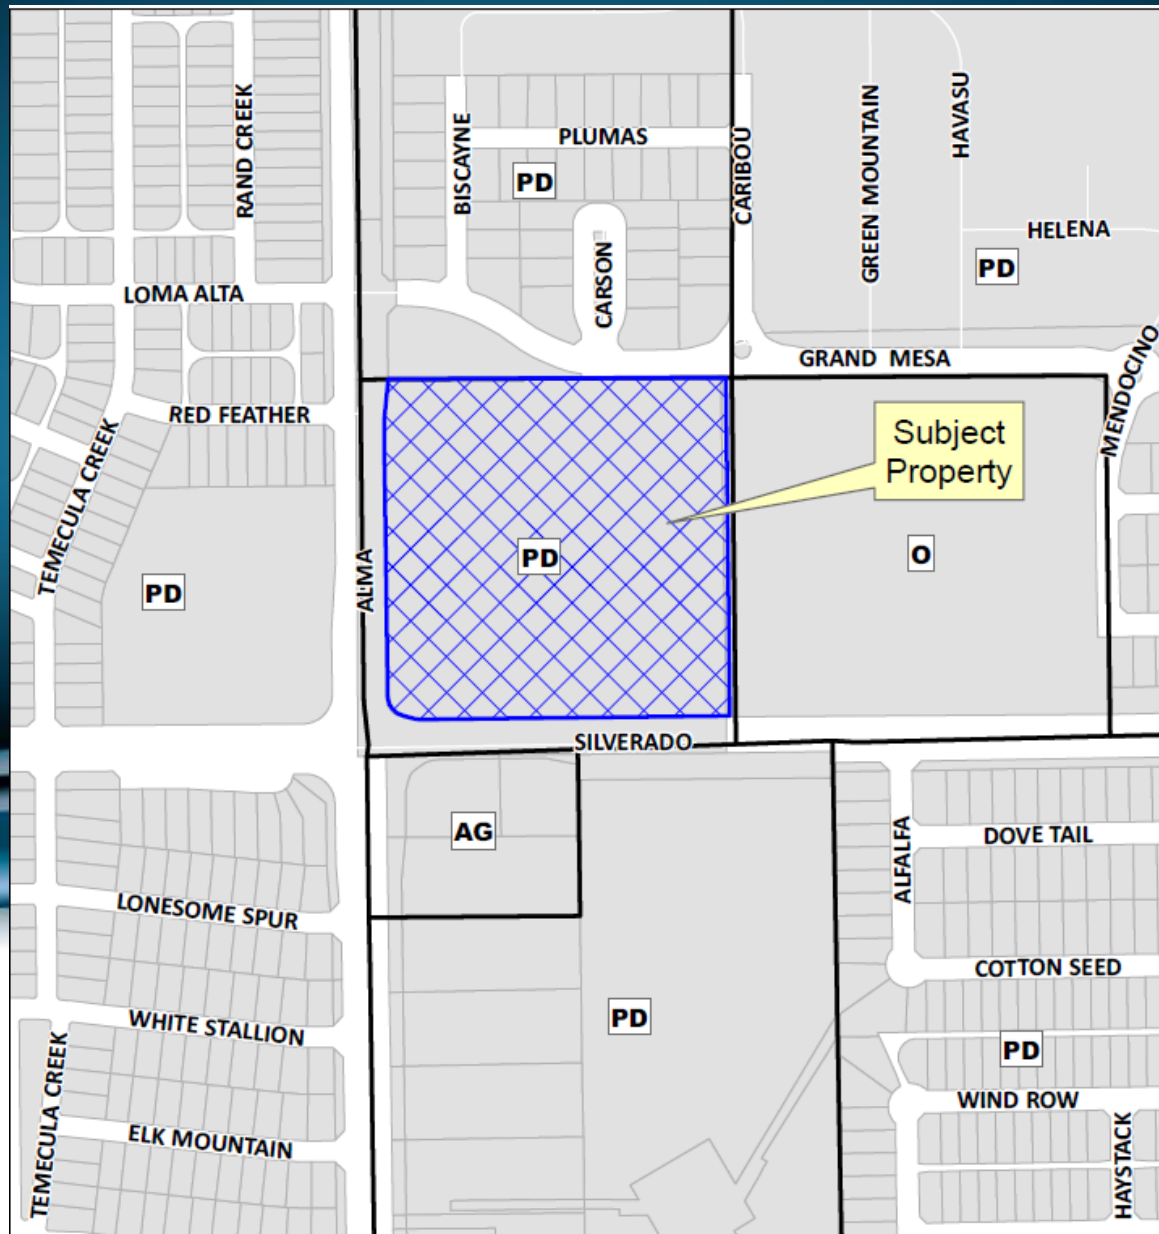 RAND CREEK
BISCAYNE
PLUMAS
PD
CARIBOU
GREEN MOUNTAIN
HAVASU
HELENA
PD
LOMA ALTA
CARSON
GRAND MESA
MENDOCINO
RED FEATHER
TEMECULA CREEK
Subject
Property
PD
ALMA
PD
O
SILVERADO
AG
ALFALFA
DOVE TAIL
LONESOME SPUR
COTTON SEED
WHITE STALLION
PD
PD
TEMECULA CREEK
WIND ROW
ELK MOUNTAIN
HAYSTACK